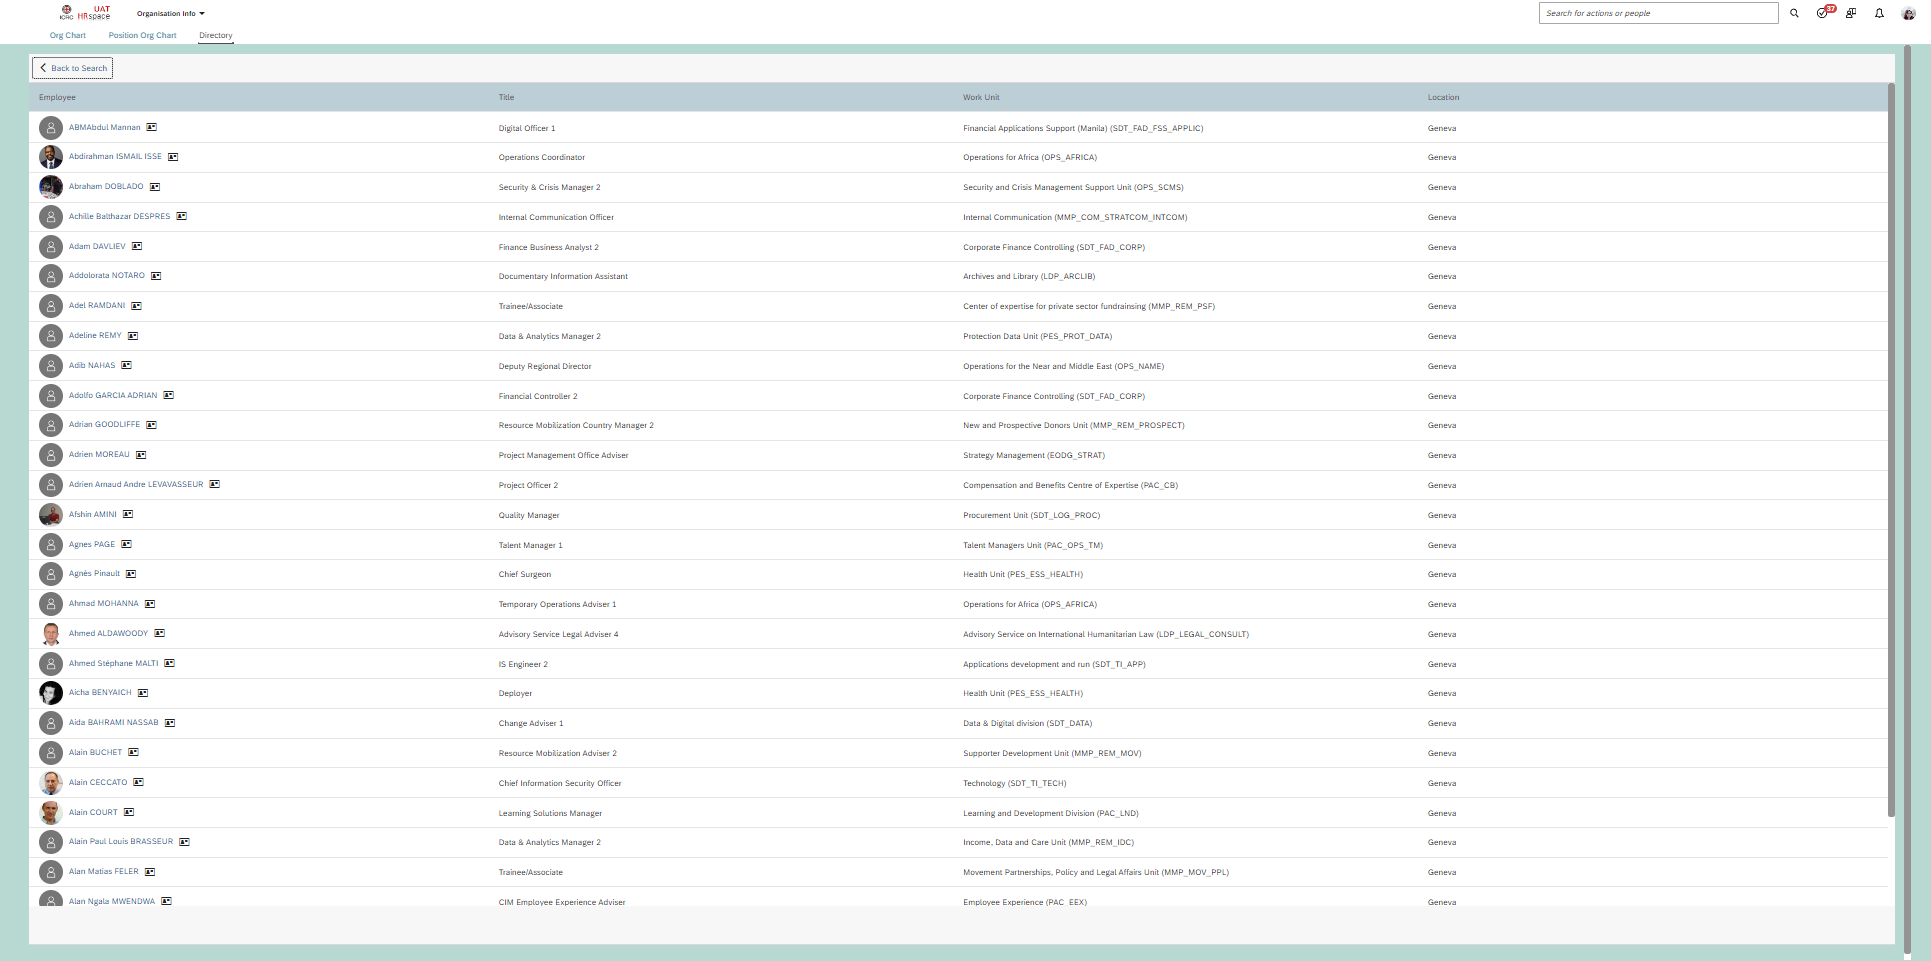 UAT
ICRC HRspace
Organisation Info
Search for actions or people
37
Org Chart Position Org Chart Directory
Back to Search
Employee Title Work Unit Location
ABMAbdul Mannan Digital Officer 1 Financial Applications Support (Manila) (SDT_FAD_FSS_APPLIC) Geneva
Abdirahman ISMAIL ISSE Operations Coordinator Operations for Africa (OPS_AFRICA) Geneva
Abraham DOBLADO Security & Crisis Manager 2 Security and Crisis Management Support Unit (OPS_SCMS) Geneva
Achille Balthazar DESPRES Internal Communication Officer Internal Communication (MMP_COM_STRATCOM_INTCOM) Geneva
Adam DAVLIEV Finance Business Analyst 2 Corporate Finance Controlling (SDT_FAD_CORP) Geneva
Addolorata NOTARO Documentary Information Assistant Archives and Library (LDP_ARCLIB) Geneva
Adel RAMDANI Trainee/Associate Center of expertise for private sector fundrainsing (MMP_REM_PSF) Geneva
Adeline REMY Data & Analytics Manager 2 Protection Data Unit (PES_PROT_DATA) Geneva
Adib NAHAS Deputy Regional Director Operations for the Near and Middle East (OPS_NAME) Geneva
Adolfo GARCIA ADRIAN Financial Controller 2 Corporate Finance Controlling (SDT_FAD_CORP) Geneva
Adrian GOODLIFFE Resource Mobilization Country Manager 2 New and Prospective Donors Unit (MMP_REM_PROSPECT) Geneva
Adrien MOREAU Project Management Office Adviser Strategy Management (EODG_STRAT) Geneva
Adrien Arnaud Andre LEVAVASSEUR Project Officer 2 Compensation and Benefits Centre of Expertise (PAC_CB) Geneva
Afshin AMINI Quality Manager Procurement Unit (SDT_LOG_PROC) Geneva
Agnes PAGE Talent Manager 1 Talent Managers Unit (PAC_OPS_TM) Geneva
Agnès Pinault Chief Surgeon Health Unit (PES_ESS_HEALTH) Geneva
Ahmad MOHANNA Temporary Operations Adviser 1 Operations for Africa (OPS_AFRICA) Geneva
Ahmed ALDAWOODY Advisory Service Legal Adviser 4 Advisory Service on International Humanitarian Law (LDP_LEGAL_CONSULT) Geneva
Ahmed Stéphane MALTI IS Engineer 2 Applications development and run (SDT_TI_APP) Geneva
Aicha BENYAICH Deployer Health Unit (PES_ESS_HEALTH) Geneva
Aida BAHRAMI NASSAB Change Adviser 1 Data & Digital division (SDT_DATA) Geneva
Alain BUCHET Resource Mobilization Adviser 2 Supporter Development Unit (MMP_REM_MOV) Geneva
Alain CECCATO Chief Information Security Officer Technology (SDT_TI_TECH) Geneva
Alain COURT Learning Solutions Manager Learning and Development Division (PAC_LND) Geneva
Alain Paul Louis BRASSEUR Data & Analytics Manager 2 Income, Data and Care Unit (MMP_REM_IDC) Geneva
Alan Matias FELER Trainee/Associate Movement Partnerships, Policy and Legal Affairs Unit (MMP_MOV_PPL) Geneva
Alan Ngala MWENDWA CIM Employee Experience Adviser Employee Experience (PAC_EEX) Geneva